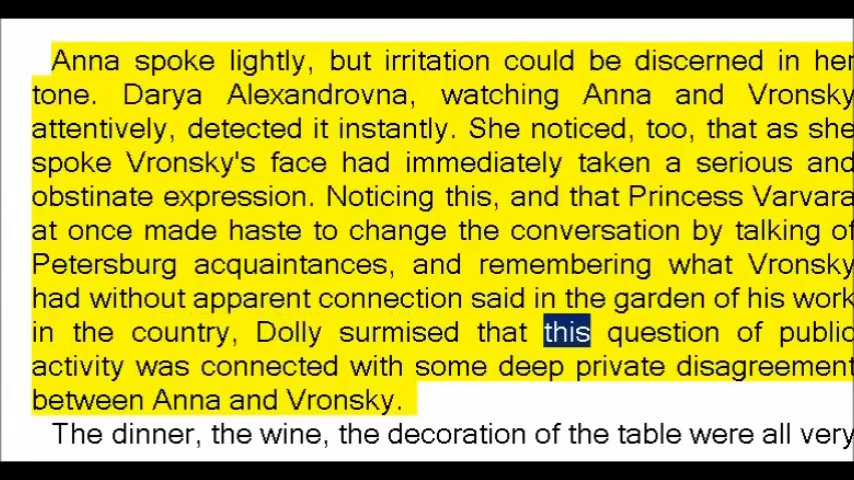 Anna spoke lightly, but irritation could be discerned in her
tone. Darya Alexandrovna, watching Anna and Vronsky
attentively, detected it instantly. She noticed, too, that as she
spoke Vronsky's face had immediately taken a serious and
obstinate expression. Noticing this, and that Princess Varvara
at once made haste to change the conversation by talking of
Petersburg acquaintances, and remembering what Vronsky
had without apparent connection said in the garden of his work
in the country, Dolly surmised that this question of public
activity was connected with some deep private disagreement
between Anna and Vronsky.
The dinner, the wine, the decoration of the table were all very